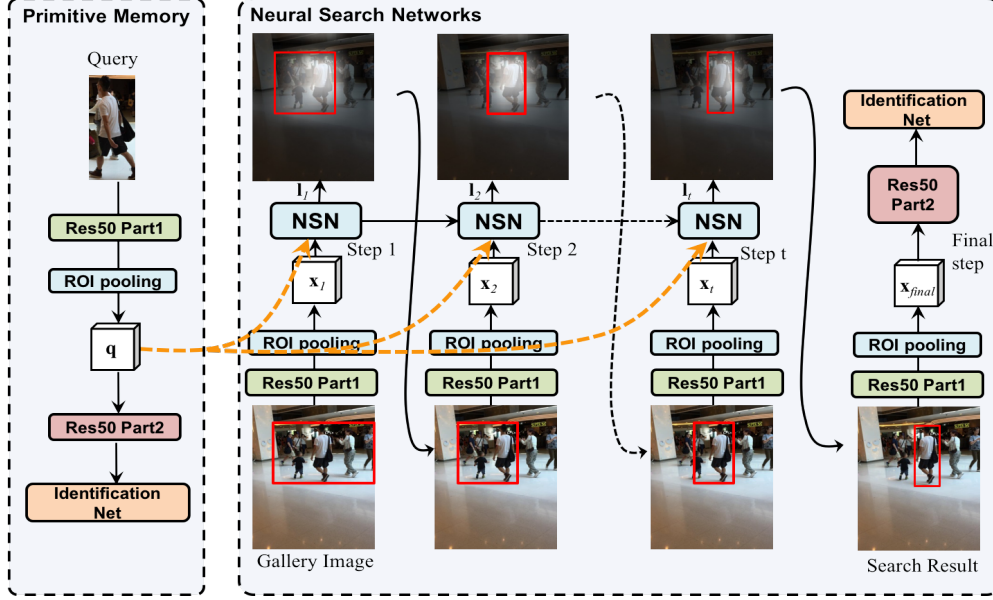 Primitive Memory
Query
Res50 Part1
ROI pooling
q
Res50 Part2
Identification
Net
Neural Search Networks
l1
l2
lt
NSN
NSN
NSN
Step 1
Step 2
Step t
x1
x2
xt
ROI pooling
ROI pooling
ROI pooling
Res50 Part1
Res50 Part1
Res50 Part1
Gallery Image
Identification
Net
Res50
Part2
Final
step
xfinal
ROI pooling
Res50 Part1
Search Result